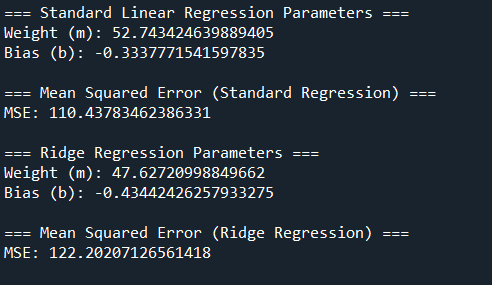 === Standard Linear Regression Parameters ===
Weight (m): 52.743424639889405
Bias (b): -0.3337771541597835
=== Mean Squared Error (Standard Regression) ===
MSE: 110.43783462386331
=== Ridge Regression Parameters ===
Weight (m): 47.62720998849662
Bias (b): -0.43442426257933275
=== Mean Squared Error (Ridge Regression) ===
MSE: 122.20207126561418